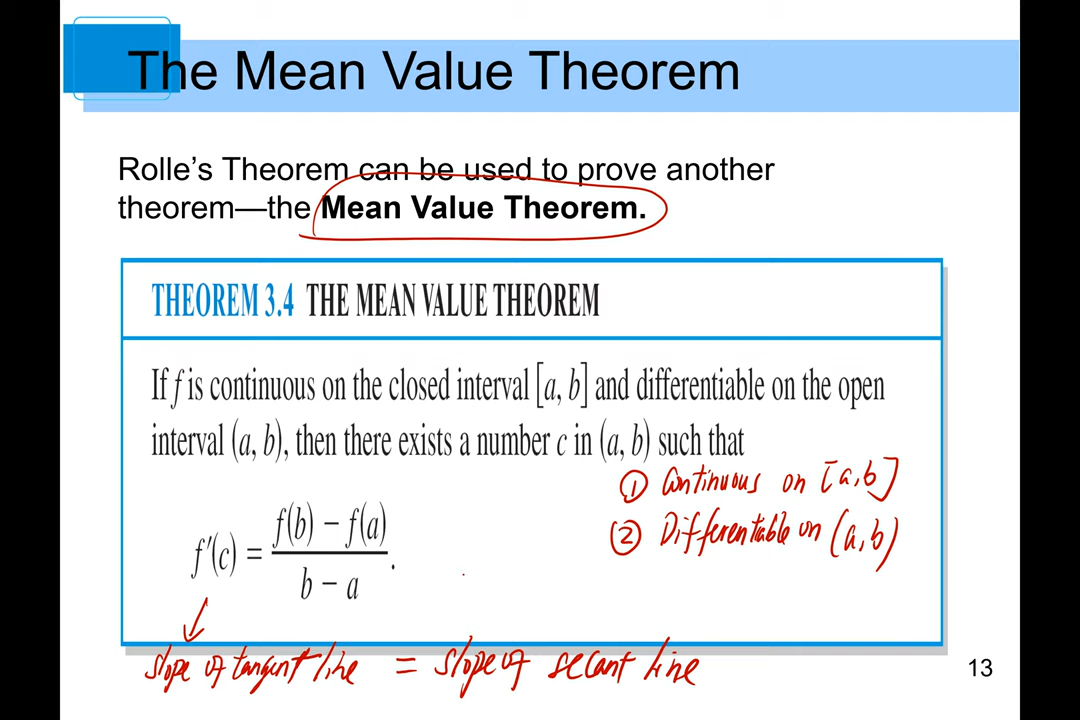 The Mean Value Theorem
Rolle's Theorem can be used to prove another
theorem—the Mean Value Theorem.
THEOREM 3.4 THE MEAN VALUE THEOREM
If f is continuous on the closed interval [a, b] and differentiable on the open
interval (a, b), then there exists a number c in (a, b) such that
① Continuous on [a, b]
② Differentiable on (a, b)
f′(c) = f(b) − f(a) / b − a .
slope of tangent line = slope of secant line
13